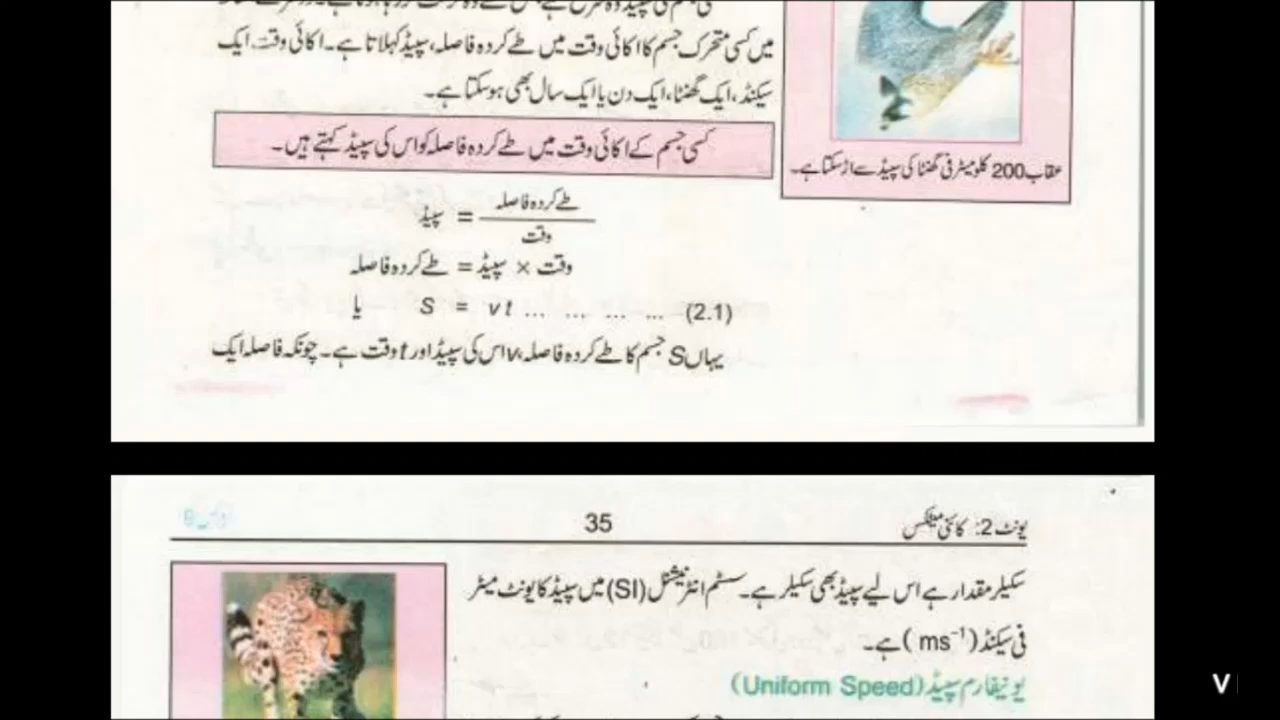 میں کسی متحرک جسم کا اکائی وقت میں طے کردہ فاصلہ، سپیڈ کہلاتا ہے۔ اکائی وقت، ایک
سیکنڈ، ایک گھنٹا، ایک دن یا ایک سال بھی ہو سکتا ہے۔
کسی جسم کے اکائی وقت میں طے کردہ فاصلہ کو اس کی سپیڈ کہتے ہیں۔
عقاب 200 کلومیٹر فی گھنٹا کی سپیڈ سے اڑ سکتا ہے۔
طے کردہ فاصلہ
سپیڈ =
وقت
طے کردہ فاصلہ = سپیڈ × وقت
یا S = v t ... ... ... ... (2.1)
یہاں S جسم کا طے کردہ فاصلہ، v اس کی سپیڈ اور t وقت ہے۔ چونکہ فاصلہ ایک
یونٹ 2: کائنی میٹکس
35
سکیلر مقدار ہے اس لیے سپیڈ بھی سکیلر ہے۔ سسٹم انٹرنیشنل (SI) میں سپیڈ کا یونٹ میٹر
فی سیکنڈ (ms⁻¹) ہے۔
یونیفارم سپیڈ (Uniform Speed)
V